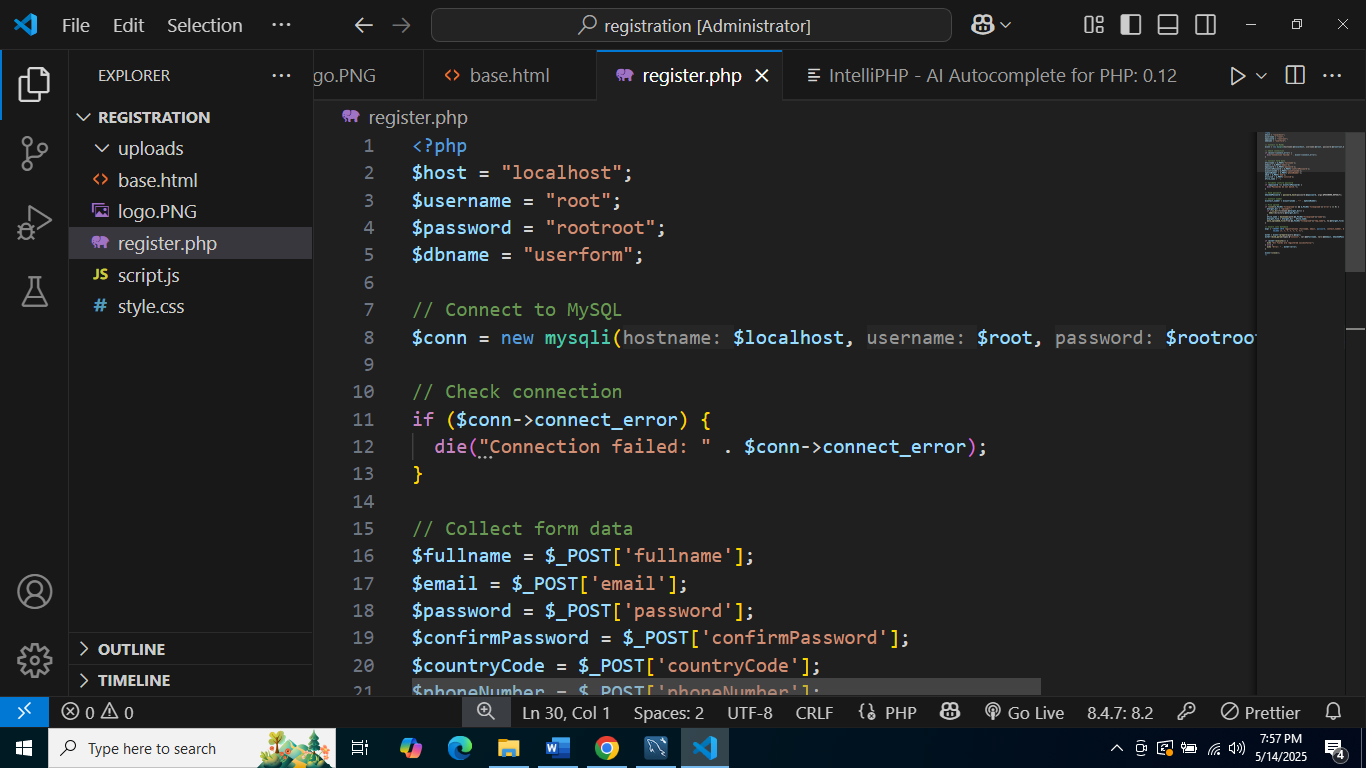 File Edit Selection ··· registration [Administrator]
EXPLORER ···
go.PNG base.html register.php IntelliPHP - AI Autocomplete for PHP: 0.12 ···
REGISTRATION
uploads
base.html
logo.PNG
register.php
JS script.js
# style.css
OUTLINE
TIMELINE
register.php
1 <?php
2 $host = "localhost";
3 $username = "root";
4 $password = "rootroot";
5 $dbname = "userform";
6
7 // Connect to MySQL
8 $conn = new mysqli(hostname: $localhost, username: $root, password: $rootroot
9
10 // Check connection
11 if ($conn->connect_error) {
12 die("Connection failed: " . $conn->connect_error);
13 }
14
15 // Collect form data
16 $fullname = $_POST['fullname'];
17 $email = $_POST['email'];
18 $password = $_POST['password'];
19 $confirmPassword = $_POST['confirmPassword'];
20 $countryCode = $_POST['countryCode'];
21 $phoneNumber = $_POST['phoneNumber'];
0 0 Ln 30, Col 1 Spaces: 2 UTF-8 CRLF {} PHP Go Live 8.4.7: 8.2 Prettier
Type here to search
7:57 PM
5/14/2025
4